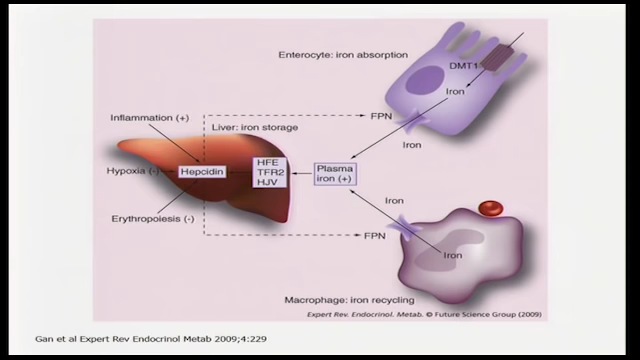 Enterocyte: iron absorption
DMT1
Iron
FPN
Iron
Inflammation (+)
Liver: iron storage
Hypoxia (-)
Hepcidin
HFE
TFR2
HJV
Plasma
iron (+)
Erythropoiesis (-)
Iron
FPN
Iron
Macrophage: iron recycling
Expert Rev. Endocrinol. Metab. © Future Science Group (2009)
Gan et al Expert Rev Endocrinol Metab 2009;4:229